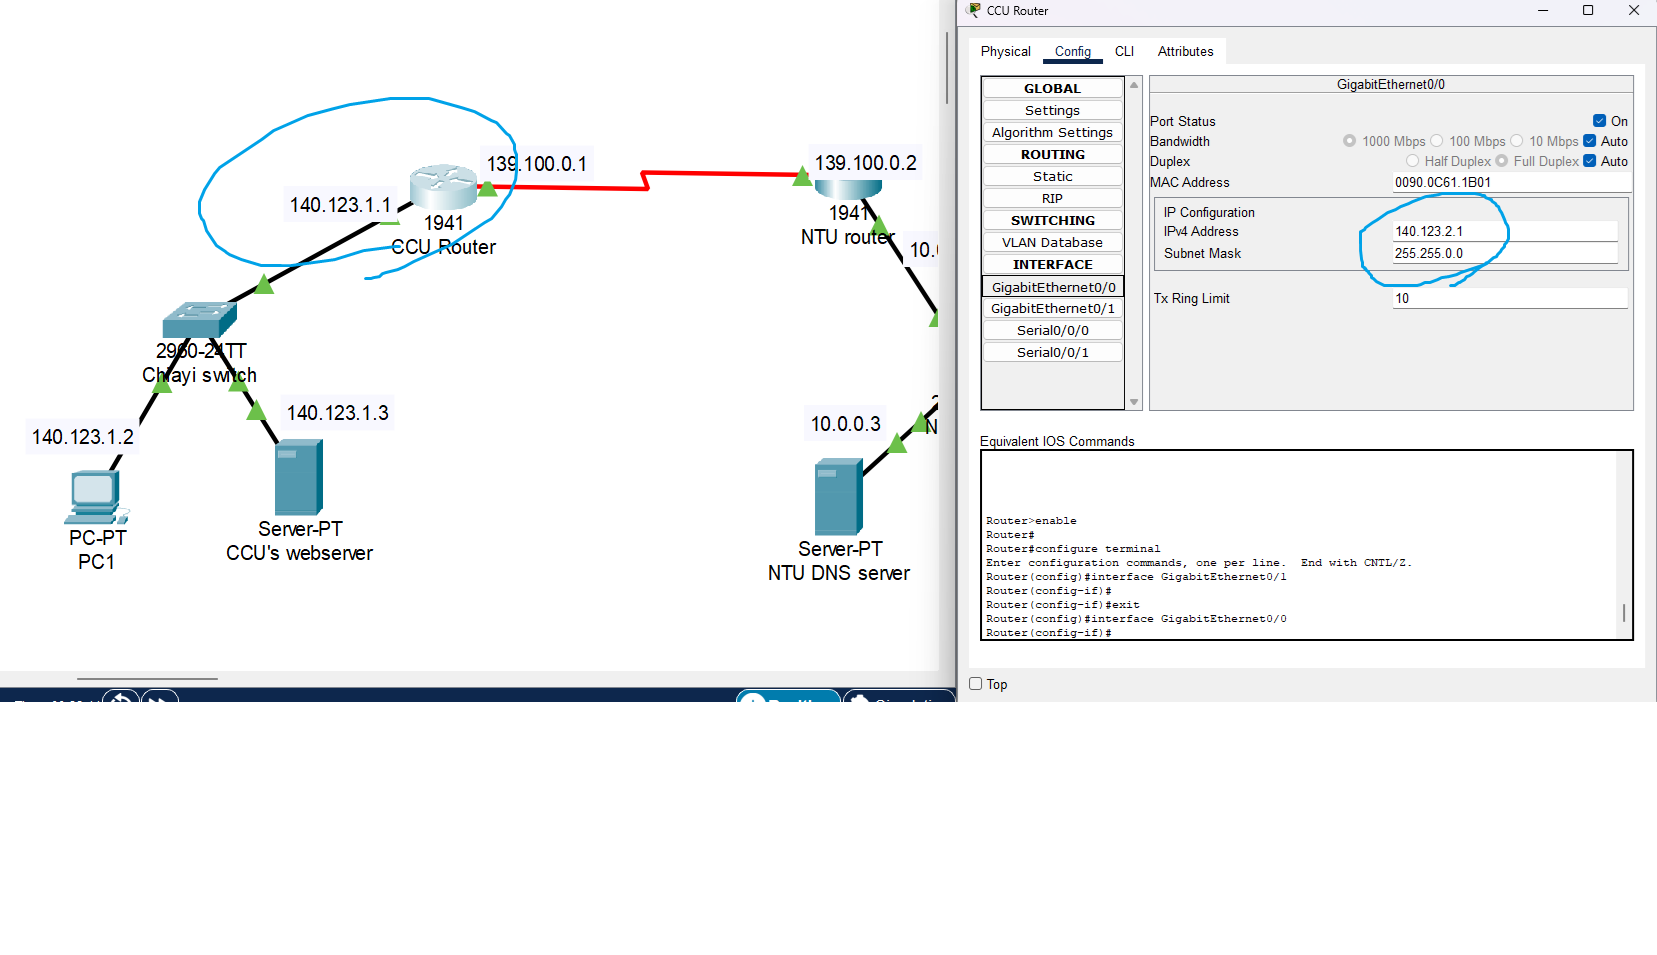 CCU Router
Physical Config CLI Attributes
GLOBAL
Settings
Algorithm Settings
ROUTING
Static
RIP
SWITCHING
VLAN Database
INTERFACE
GigabitEthernet0/0
GigabitEthernet0/1
Serial0/0/0
Serial0/0/1
GigabitEthernet0/0
Port Status On
Bandwidth 1000 Mbps 100 Mbps 10 Mbps Auto
Duplex Half Duplex Full Duplex Auto
MAC Address 0090.0C61.1B01
IP Configuration
IPv4 Address 140.123.2.1
Subnet Mask 255.255.0.0
Tx Ring Limit 10
Equivalent IOS Commands
Router>enable
Router#
Router#configure terminal
Enter configuration commands, one per line. End with CNTL/Z.
Router(config)#interface GigabitEthernet0/1
Router(config-if)#
Router(config-if)#exit
Router(config)#interface GigabitEthernet0/0
Router(config-if)#
Top
139.100.0.1
139.100.0.2
140.123.1.1
1941
CCU Router
1941
NTU router
10.0
2960-24TT
Chiayi switch
140.123.1.2
140.123.1.3
10.0.0.3
N
PC-PT
PC1
Server-PT
CCU's webserver
Server-PT
NTU DNS server